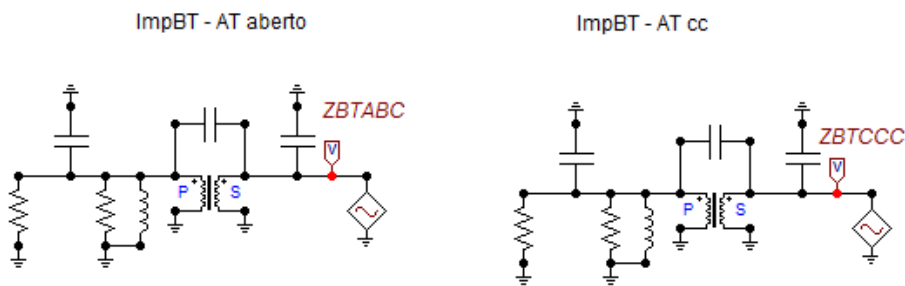 ImpBT - AT aberto
ImpBT - AT cc
ZBTABC
V
P
S
ZBTCCC
V
P
S